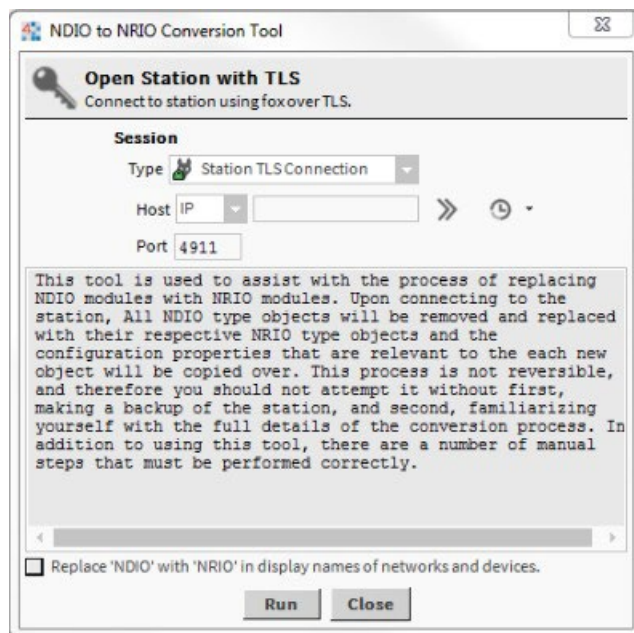 NDIO to NRIO Conversion Tool
Open Station with TLS
Connect to station using fox over TLS.
Session
Type Station TLS Connection
Host IP
Port 4911
This tool is used to assist with the process of replacing
NDIO modules with NRIO modules. Upon connecting to the
station, All NDIO type objects will be removed and replaced
with their respective NRIO type objects and the
configuration properties that are relevant to the each new
object will be copied over. This process is not reversible,
and therefore you should not attempt it without first,
making a backup of the station, and second, familiarizing
yourself with the full details of the conversion process. In
addition to using this tool, there are a number of manual
steps that must be performed correctly.
Replace 'NDIO' with 'NRIO' in display names of networks and devices.
Run Close